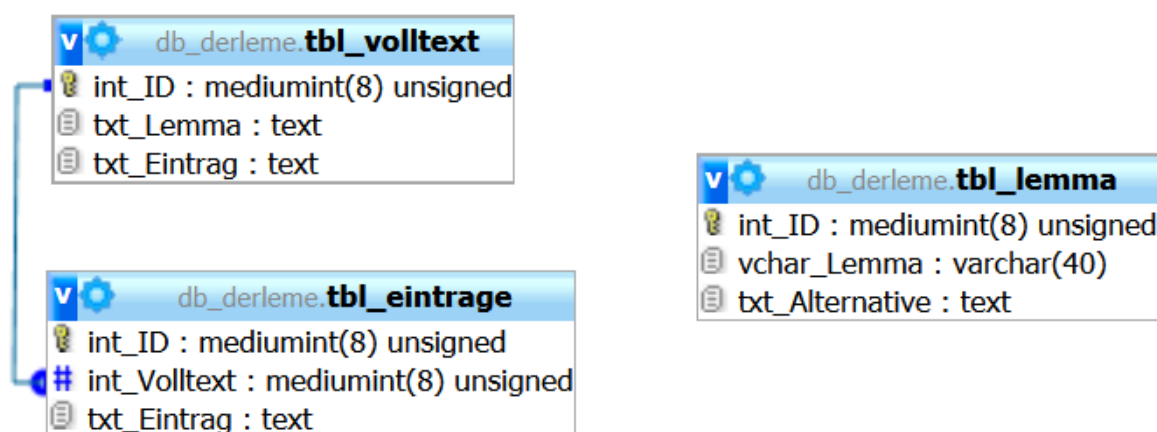 db_derleme.tbl_volltext
int_ID : mediumint(8) unsigned
txt_Lemma : text
txt_Eintrag : text
db_derleme.tbl_lemma
int_ID : mediumint(8) unsigned
vchar_Lemma : varchar(40)
txt_Alternative : text
db_derleme.tbl_eintrage
int_ID : mediumint(8) unsigned
# int_Volltext : mediumint(8) unsigned
txt_Eintrag : text